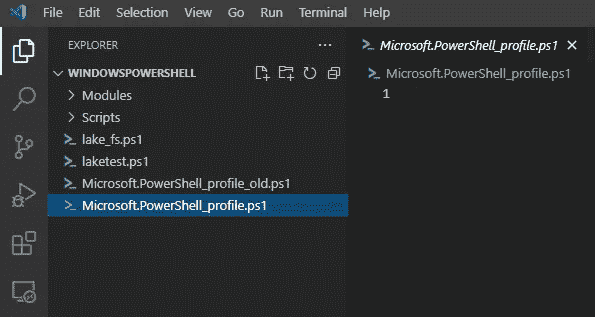 File Edit Selection View Go Run Terminal Help
EXPLORER
Microsoft.PowerShell_profile.ps1
WINDOWSPOWERSHELL
Microsoft.PowerShell_profile.ps1
Modules
1
Scripts
lake_fs.ps1
laketest.ps1
Microsoft.PowerShell_profile_old.ps1
Microsoft.PowerShell_profile.ps1